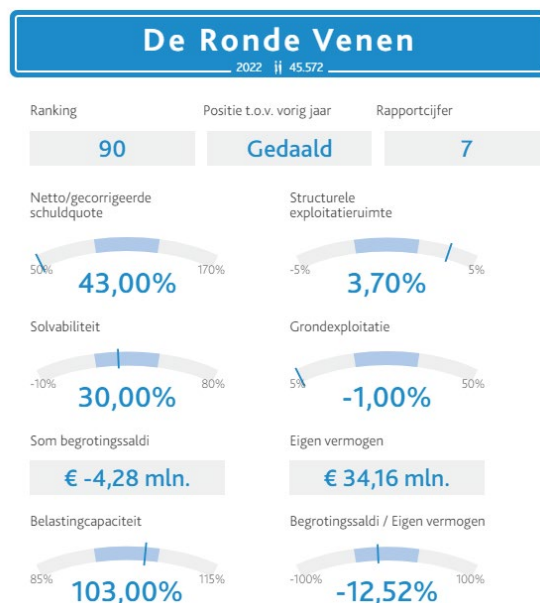 De Ronde Venen
2022 45.572
Ranking
Positie t.o.v. vorig jaar
Rapportcijfer
90
Gedaald
7
Netto/gecorrigeerde
schuldquote
50%
170%
43,00%
Structurele
exploitatieruimte
-5%
5%
3,70%
Solvabiliteit
-10%
80%
30,00%
Grondexploitatie
5%
50%
-1,00%
Som begrotingssaldi
€ -4,28 mln.
Eigen vermogen
€ 34,16 mln.
Belastingcapaciteit
85%
115%
103,00%
Begrotingssaldi / Eigen vermogen
-100%
100%
-12,52%